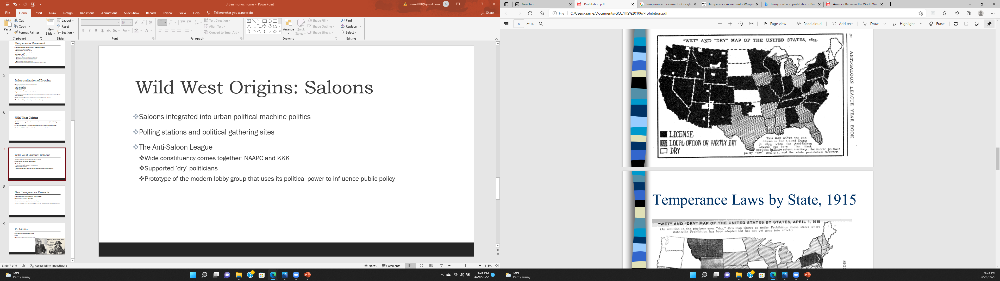 Urban monochrome - PowerPoint
aarne001@gmail.com
A
File
Home
Insert
Draw
Design
Transitions
Animations
Slide Show
Record
Review
View
Help
Tell me what you want to do
Share
Paste
Cut
Copy
Format Painter
Clipboard
New
Slide
Layout
Reset
Section
Slides
19
Font
Paragraph
Text Direction
Align Text
Convert to SmartArt
Arrange
Quick
Styles
Shape Fill
Shape Outline
Shape Effects
Drawing
Find
Replace
Select
Editing
Temperance Movement
5
Industrialization of Brewing
6
Wild West Origins
7
Wild West Origins: Saloons
8
New Temperance Crusade
9
Prohibition
Wild West Origins: Saloons
Saloons integrated into urban political machine politics
Polling stations and political gathering sites
The Anti-Saloon League
Wide constituency comes together: NAAPC and KKK
Supported ‘dry’ politicians
Prototype of the modern lobby group that uses its political power to influence public policy
Slide 7 of 9
Accessibility: Investigate
Notes
Comments
113%
59°F
Partly sunny
6:28 PM
3/28/2022
1
New tab
Prohibition.pdf
temperance movement - Google
Temperance movement - Wikipe
henry ford and prohibition - Bing
America Between the World War
File
C:/Users/aarne/Documents/GCC/HIS%20106/Prohibition.pdf
8
of 14
Page view
Read aloud
Add text
Draw
Highlight
Erase
"WET" AND "DRY" MAP OF THE UNITED STATES, 1893.
ANTI-SALOON LEAGUE YEAR BOOK
LICENSE
LOCAL OPTION OR PARTLY DRY
DRY
This map shows the con-
ditions in the United States
in 1893, when the Anti-Saloon
League was born. The black
portions indicate saloon territory; the shaded portions
partly "dry" territory, and the white prohibition territory.
Temperance Laws by State, 1915
"WET" AND "DRY" MAP OF THE UNITED STATES BY STATES, APRIL 1, 1915
(In addition to the territory now "dry," this map shows as under Prohibition those states where
state-wide Prohibition has been adopted but has not yet gone into effect.)
59°F
Partly sunny
6:28 PM
3/28/2022